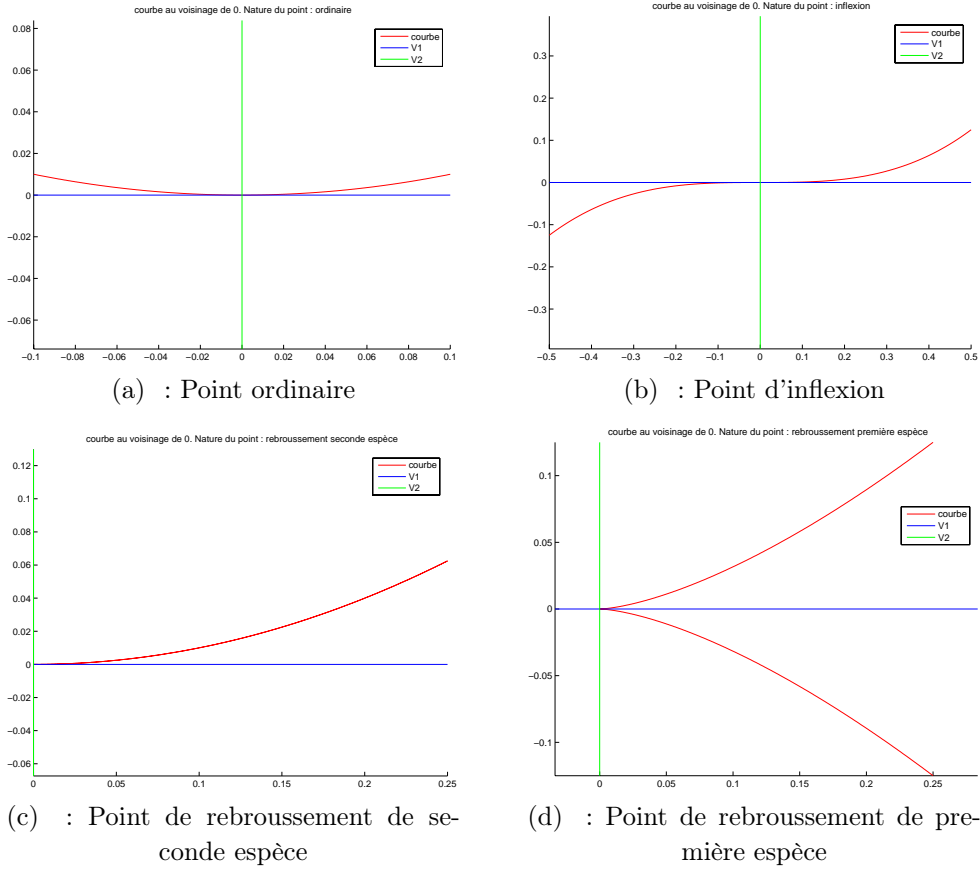 courbe au voisinage de 0. Nature du point : ordinaire
0.08
0.06
0.04
0.02
0
−0.02
−0.04
−0.06
−0.1 −0.08 −0.06 −0.04 −0.02 0 0.02 0.04 0.06 0.08 0.1
courbe
V1
V2
(a) : Point ordinaire
courbe au voisinage de 0. Nature du point : inflexion
0.3
0.2
0.1
0
−0.1
−0.2
−0.3
−0.5 −0.4 −0.3 −0.2 −0.1 0 0.1 0.2 0.3 0.4 0.5
courbe
V1
V2
(b) : Point d'inflexion
courbe au voisinage de 0. Nature du point : rebroussement seconde espèce
0.12
0.1
0.08
0.06
0.04
0.02
0
−0.02
−0.04
−0.06
0 0.05 0.1 0.15 0.2 0.25
courbe
V1
V2
(c) : Point de rebroussement de se-
conde espèce
courbe au voisinage de 0. Nature du point : rebroussement première espèce
0.1
0.05
0
−0.05
−0.1
0 0.05 0.1 0.15 0.2 0.25
courbe
V1
V2
(d) : Point de rebroussement de pre-
mière espèce